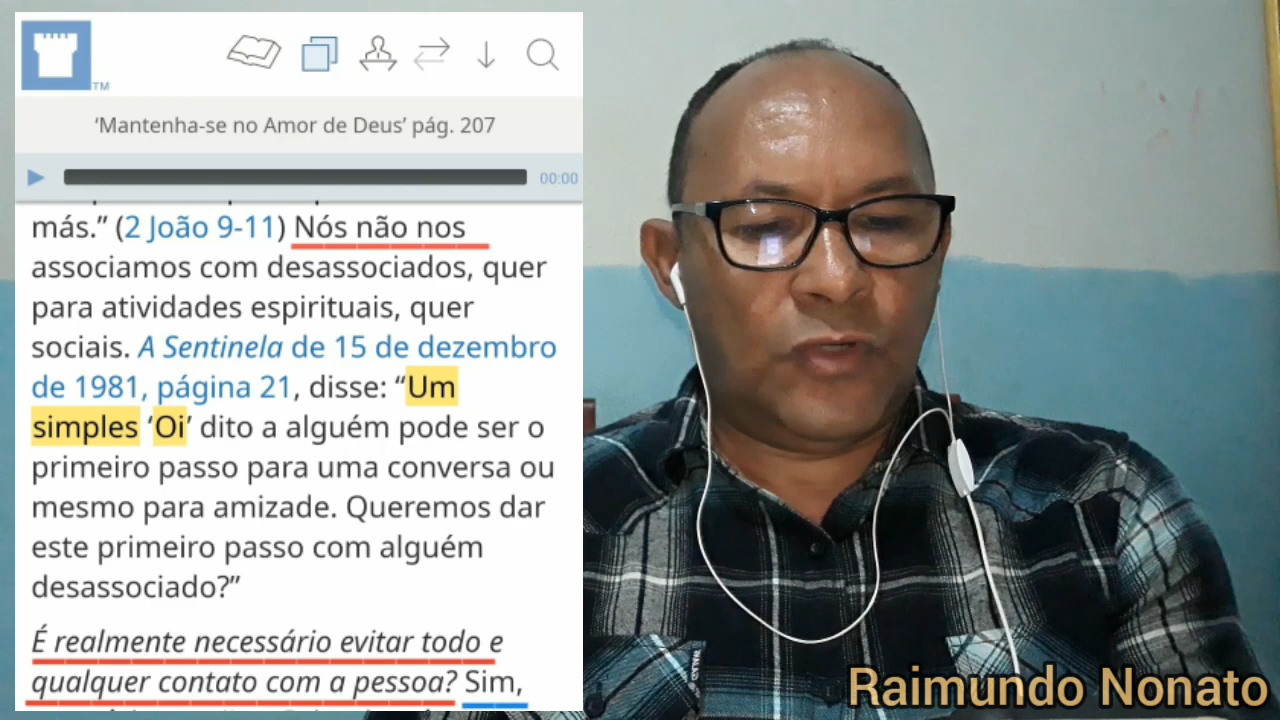 TM
'Mantenha-se no Amor de Deus' pág. 207
00:00
más.” (2 João 9-11) Nós não nos
associamos com desassociados, quer
para atividades espirituais, quer
sociais. A Sentinela de 15 de dezembro
de 1981, página 21, disse: “Um
simples ‘Oi’ dito a alguém pode ser o
primeiro passo para uma conversa ou
mesmo para amizade. Queremos dar
este primeiro passo com alguém
desassociado?”
É realmente necessário evitar todo e
qualquer contato com a pessoa? Sim,
Raimundo Nonato